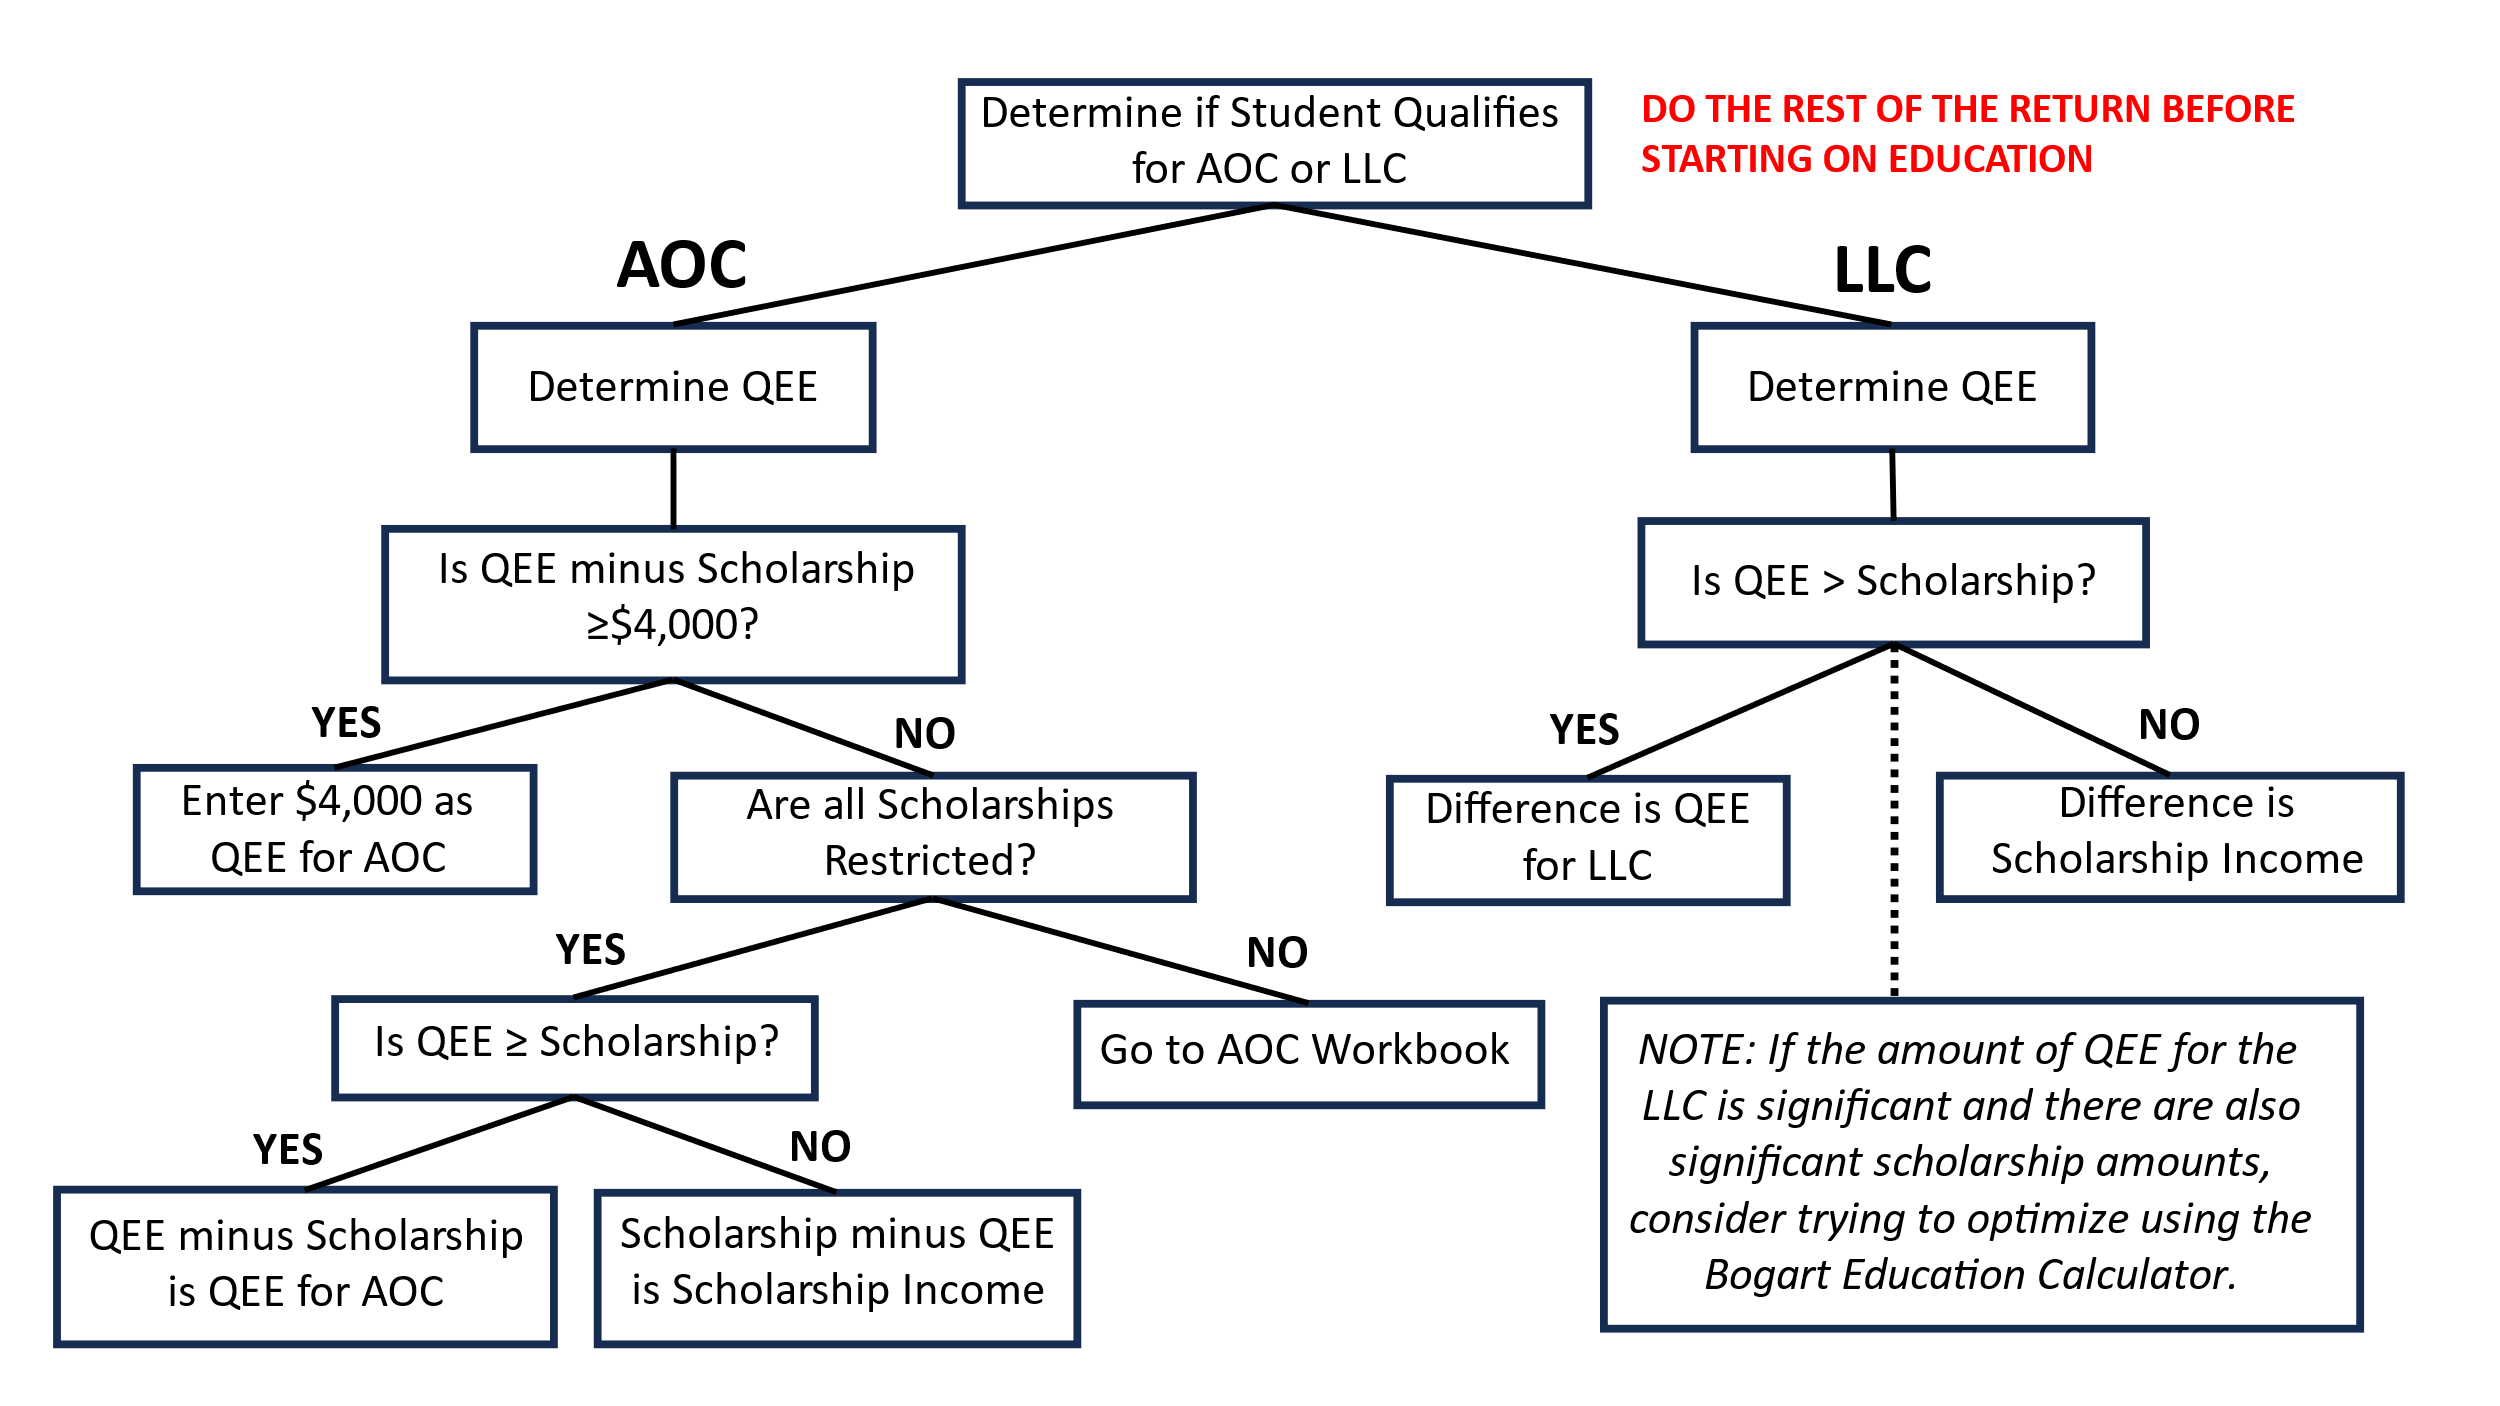 Determine if Student Qualifies
for AOC or LLC
DO THE REST OF THE RETURN BEFORE
STARTING ON EDUCATION
AOC
LLC
Determine QEE
Determine QEE
Is QEE minus Scholarship
≥$4,000?
Is QEE > Scholarship?
YES
NO
YES
NO
Enter $4,000 as
QEE for AOC
Are all Scholarships
Restricted?
Difference is QEE
for LLC
Difference is
Scholarship Income
YES
NO
Is QEE ≥ Scholarship?
Go to AOC Workbook
NOTE: If the amount of QEE for the
LLC is significant and there are also
significant scholarship amounts,
consider trying to optimize using the
Bogart Education Calculator.
YES
NO
QEE minus Scholarship
is QEE for AOC
Scholarship minus QEE
is Scholarship Income